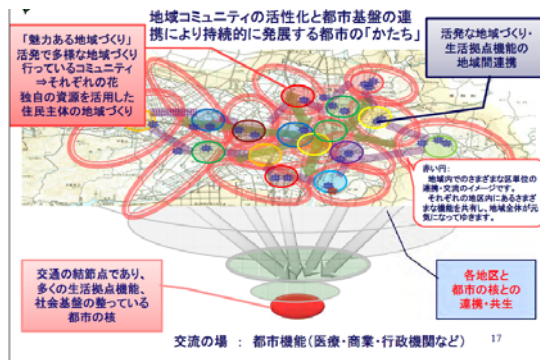 地域コミュニティの活性化と都市基盤の連
携により持続的に発展する都市の「かたち」
「魅力ある地域づくり」
活発で多様な地域づくり
行っているコミュニティ
⇒それぞれの花
独自の資源を活用した
住民主体の地域づくり
活発な地域づくり・
生活拠点機能の
地域間連携
赤い円：
地域内でのさまざまな区単位の
連携・交流のイメージです。
それぞれの地区内にあるさまざ
まな機能を共有し、地域全体が元
気になってゆきます。
交通の結節点であり、
多くの生活拠点機能、
社会基盤の整っている
都市の核
各地区と
都市の核との
連携・共生
交流の場 ： 都市機能（医療・商業・行政機関など）
17